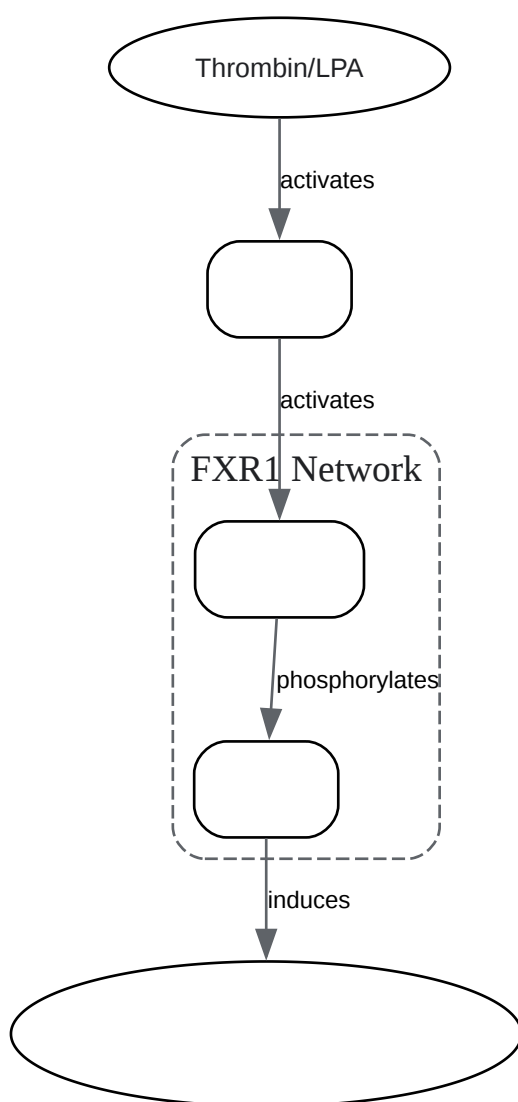 Thrombin/LPA
activates
activates
FXR1 Network
phosphorylates
induces